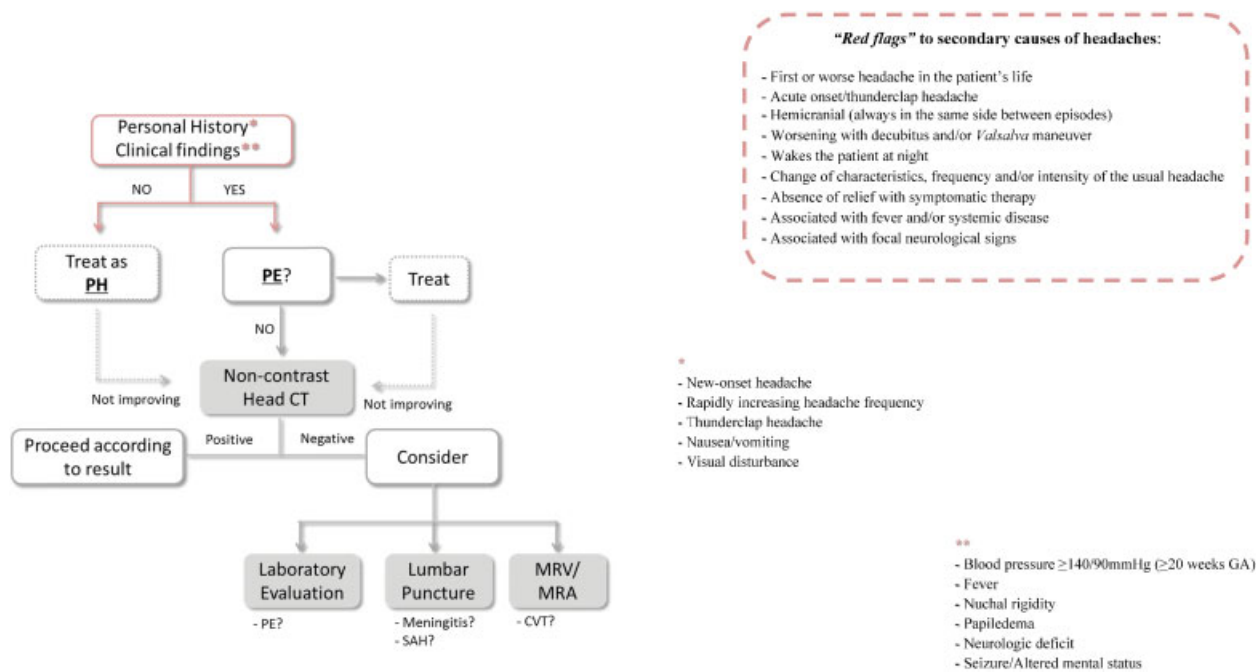 “Red flags” to secondary causes of headaches:
- First or worse headache in the patient’s life
- Acute onset/thunderclap headache
- Hemicranial (always in the same side between episodes)
- Worsening with decubitus and/or Valsalva maneuver
- Wakes the patient at night
- Change of characteristics, frequency and/or intensity of the usual headache
- Absence of relief with symptomatic therapy
- Associated with fever and/or systemic disease
- Associated with focal neurological signs
Personal History*
Clinical findings**
NO
YES
Treat as
PH
PE?
Treat
NO
Non-contrast
Head CT
Not improving
Not improving
Positive
Negative
Proceed according
to result
Consider
Laboratory
Evaluation
Lumbar
Puncture
MRV/
MRA
- PE?
- Meningitis?
- SAH?
- CVT?
*
- New-onset headache
- Rapidly increasing headache frequency
- Thunderclap headache
- Nausea/vomiting
- Visual disturbance
**
- Blood pressure ≥140/90mmHg (≥20 weeks GA)
- Fever
- Nuchal rigidity
- Papiledema
- Neurologic deficit
- Seizure/Altered mental status